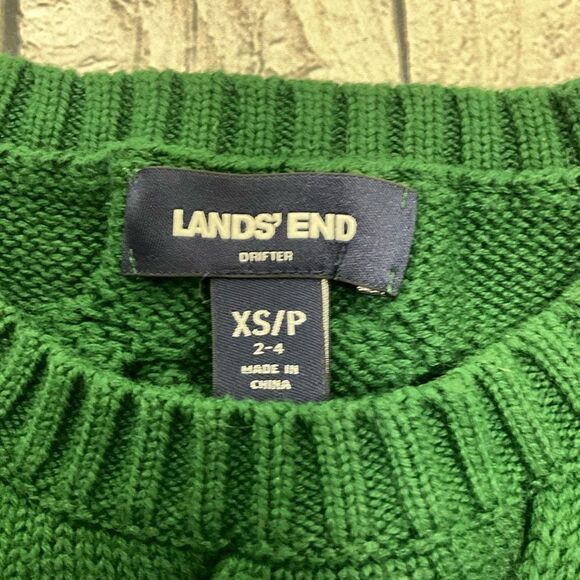 LANDS' END
DRIFTER
XS/P
2-4
MADE IN
CHINA